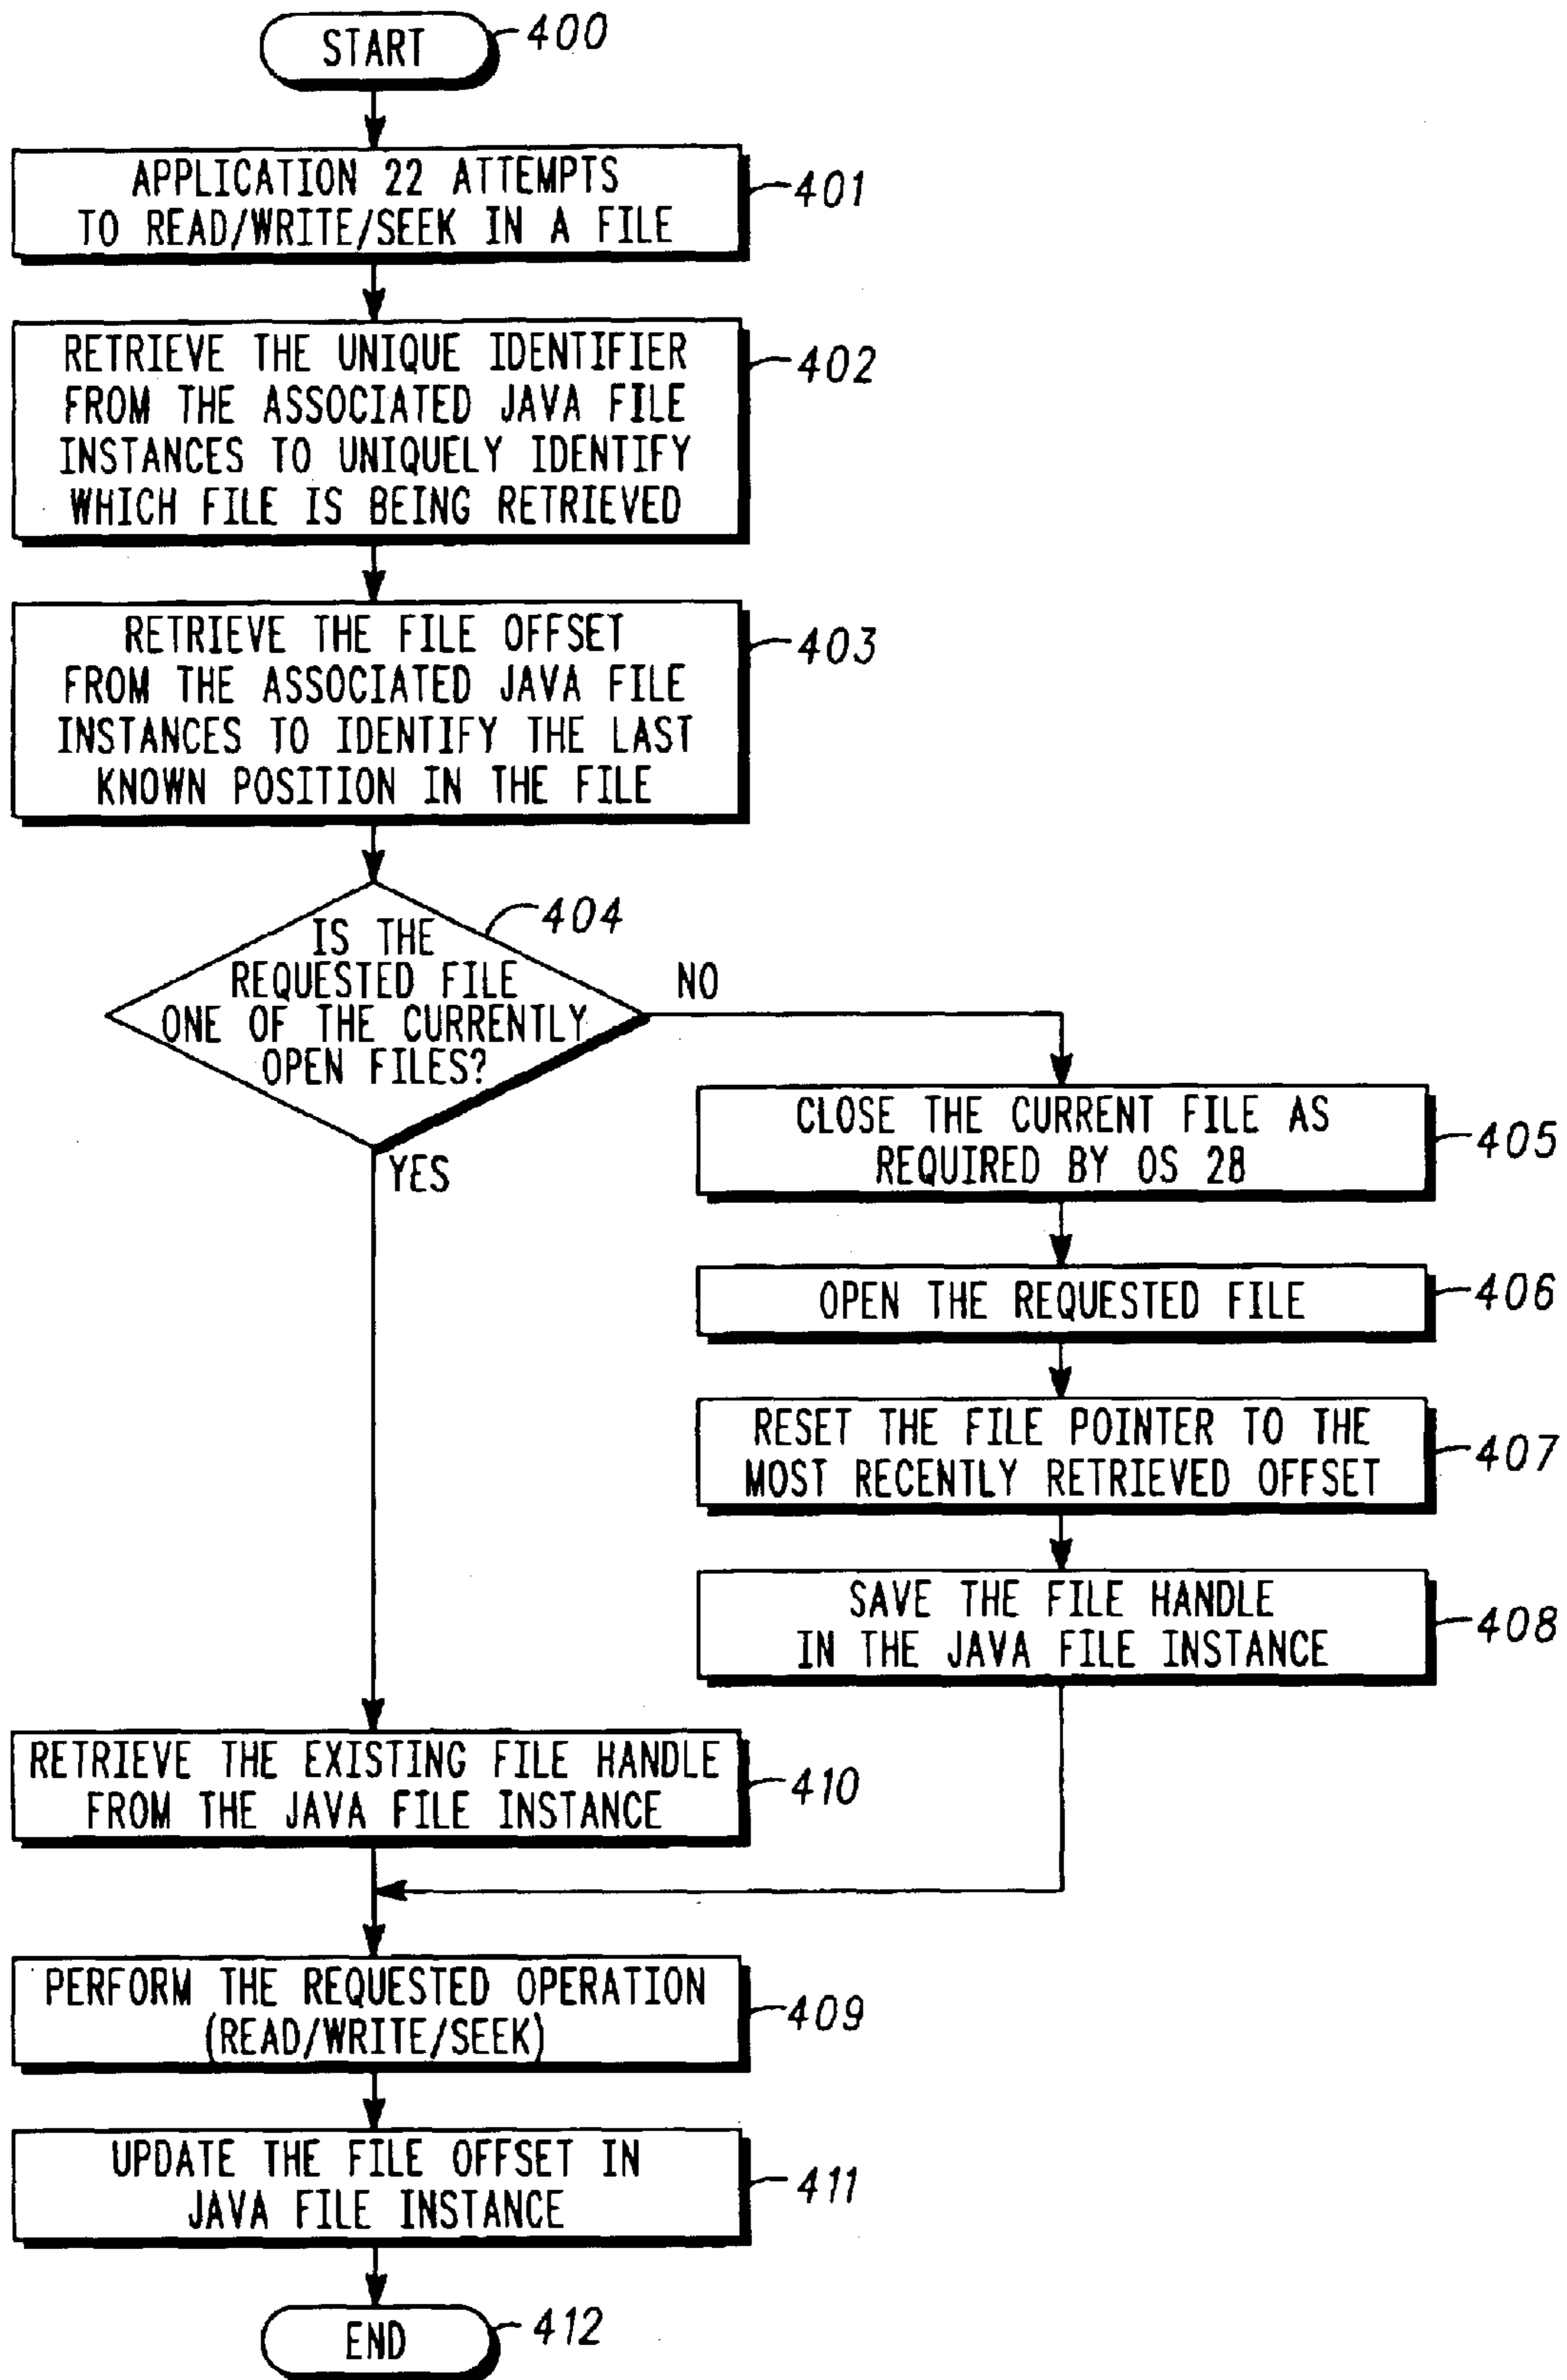 START
400
APPLICATION 22 ATTEMPTS
TO READ/WRITE/SEEK IN A FILE
401
RETRIEVE THE UNIQUE IDENTIFIER
FROM THE ASSOCIATED JAVA FILE
INSTANCES TO UNIQUELY IDENTIFY
WHICH FILE IS BEING RETRIEVED
402
RETRIEVE THE FILE OFFSET
FROM THE ASSOCIATED JAVA FILE
INSTANCES TO IDENTIFY THE LAST
KNOWN POSITION IN THE FILE
403
IS THE
REQUESTED FILE
ONE OF THE CURRENTLY
OPEN FILES?
404
NO
YES
CLOSE THE CURRENT FILE AS
REQUIRED BY OS 28
405
OPEN THE REQUESTED FILE
406
RESET THE FILE POINTER TO THE
MOST RECENTLY RETRIEVED OFFSET
407
SAVE THE FILE HANDLE
IN THE JAVA FILE INSTANCE
408
RETRIEVE THE EXISTING FILE HANDLE
FROM THE JAVA FILE INSTANCE
410
PERFORM THE REQUESTED OPERATION
(READ/WRITE/SEEK)
409
UPDATE THE FILE OFFSET IN
JAVA FILE INSTANCE
411
END
412